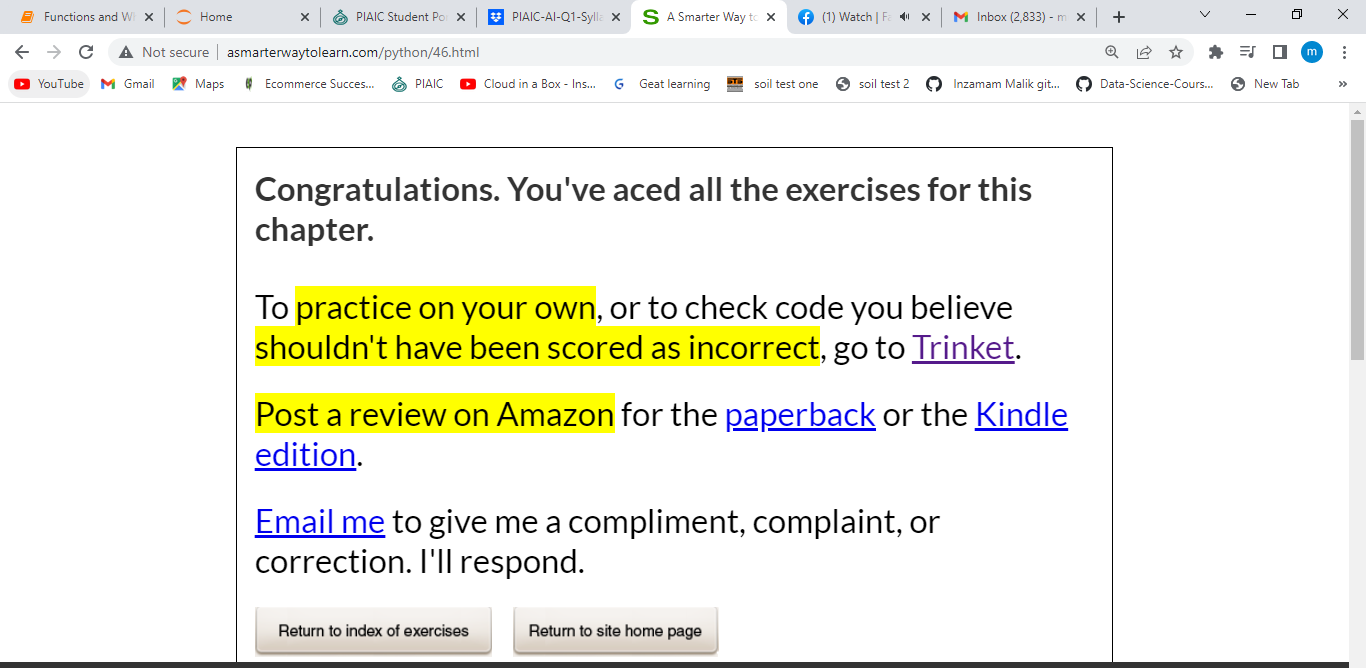 Functions and Wh
Home
PIAIC Student Po
PIAIC-AI-Q1-Sylla
A Smarter Way to
(1) Watch | Fa
Inbox (2,833) - m
Not secure
asmarterwaytolearn.com/python/46.html
m
YouTube
Gmail
Maps
Ecommerce Succes...
PIAIC
Cloud in a Box - Ins...
Geat learning
soil test one
soil test 2
Inzamam Malik git...
Data-Science-Cours...
New Tab
»
Congratulations. You've aced all the exercises for this
chapter.
To practice on your own, or to check code you believe
shouldn't have been scored as incorrect, go to Trinket.
Post a review on Amazon for the paperback or the Kindle
edition.
Email me to give me a compliment, complaint, or
correction. I'll respond.
Return to index of exercises
Return to site home page